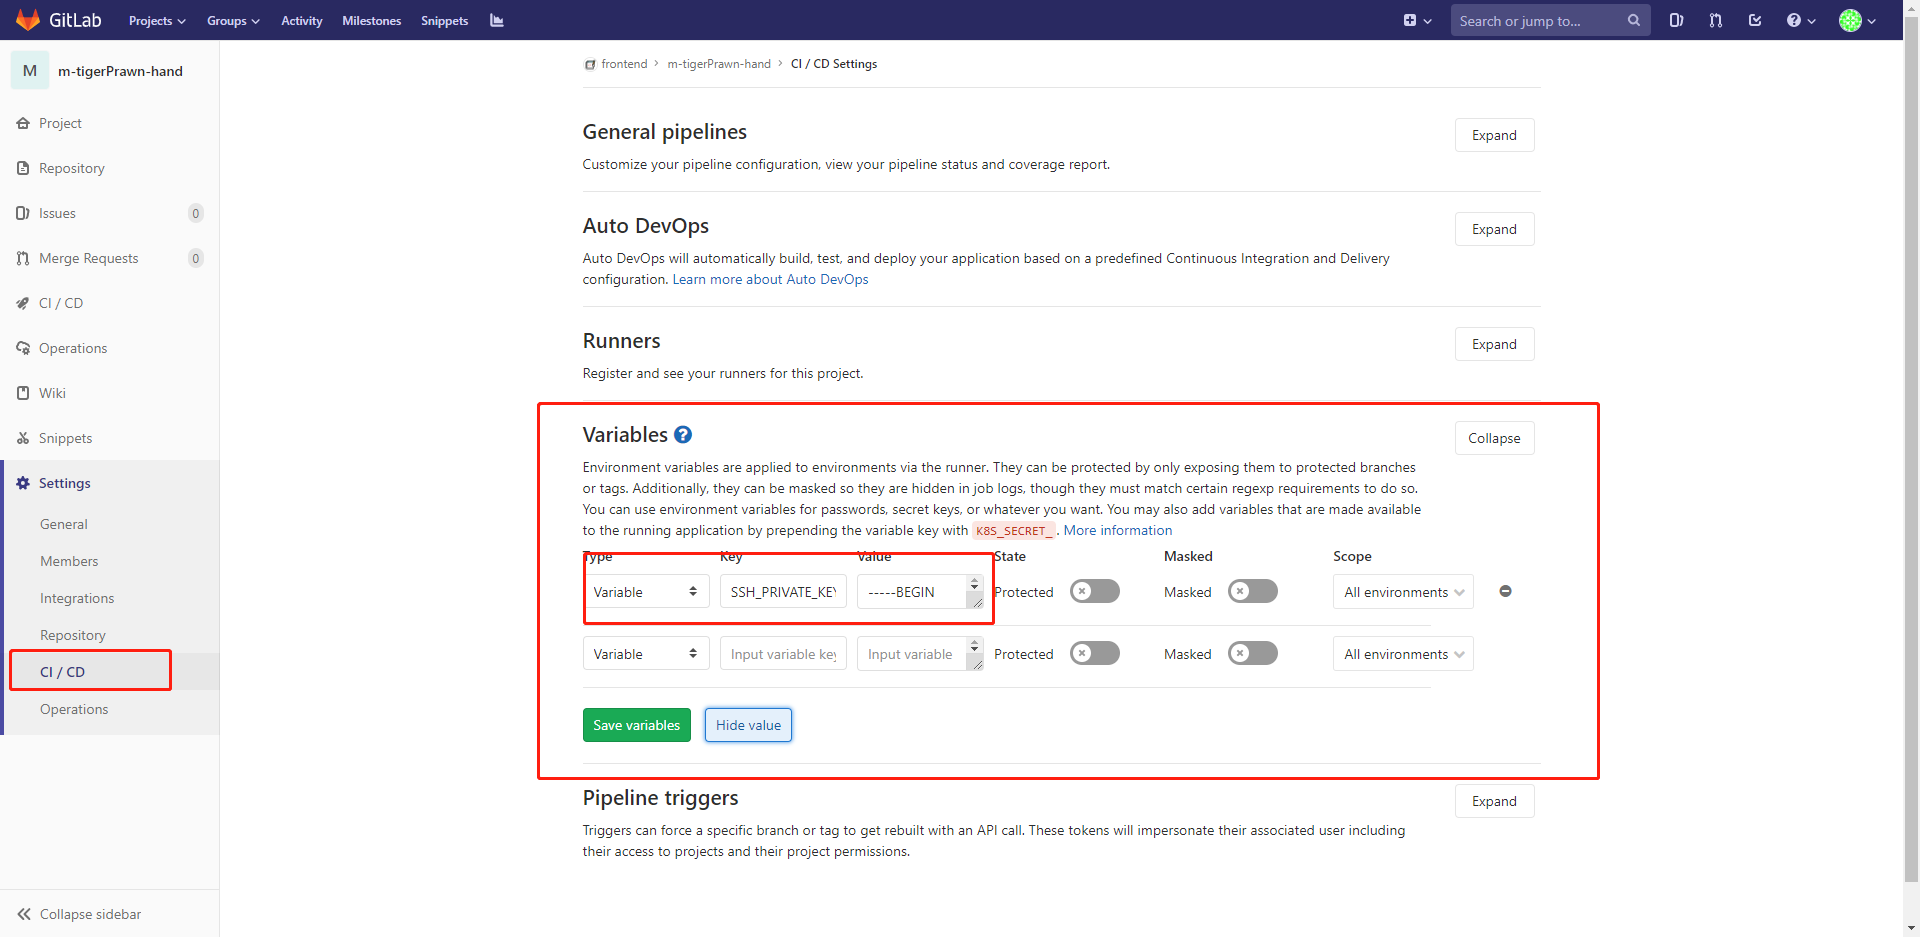 GitLab Projects Groups Activity Milestones Snippets Search or jump to...
M m-tigerPrawn-hand
Project
Repository
Issues 0
Merge Requests 0
CI / CD
Operations
Wiki
Snippets
Settings
General
Members
Integrations
Repository
CI / CD
Operations
Collapse sidebar
frontend > m-tigerPrawn-hand > CI / CD Settings
General pipelines
Expand
Customize your pipeline configuration, view your pipeline status and coverage report.
Auto DevOps
Expand
Auto DevOps will automatically build, test, and deploy your application based on a predefined Continuous Integration and Delivery
configuration. Learn more about Auto DevOps
Runners
Expand
Register and see your runners for this project.
Variables ?
Collapse
Environment variables are applied to environments via the runner. They can be protected by only exposing them to protected branches
or tags. Additionally, they can be masked so they are hidden in job logs, though they must match certain regexp requirements to do so.
You can use environment variables for passwords, secret keys, or whatever you want. You may also add variables that are made available
to the running application by prepending the variable key with K8S_SECRET_. More information
Type Key Value State Masked Scope
Variable SSH_PRIVATE_KEY -----BEGIN Protected Masked All environments
Variable Input variable key Input variable Protected Masked All environments
Save variables Hide value
Pipeline triggers
Expand
Triggers can force a specific branch or tag to get rebuilt with an API call. These tokens will impersonate their associated user including
their access to projects and their project permissions.